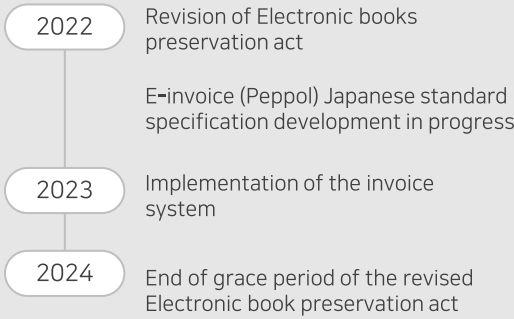 2022
Revision of Electronic books
preservation act
E-invoice (Peppol) Japanese standard
specification development in progress
2023
Implementation of the invoice
system
2024
End of grace period of the revised
Electronic book preservation act